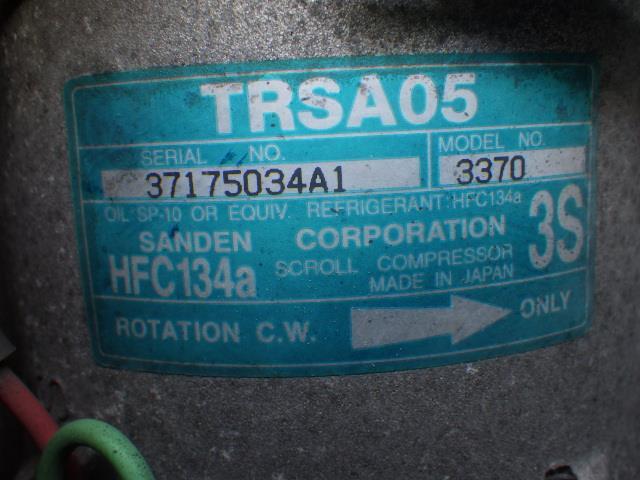 TRSA05
SERIAL NO. MODEL NO.
37175034A1 3370
OIL: SP-10 OR EQUIV. REFRIGERANT: HFC134a
SANDEN CORPORATION 3S
HFC134a SCROLL COMPRESSOR
MADE IN JAPAN
ROTATION C.W. ONLY